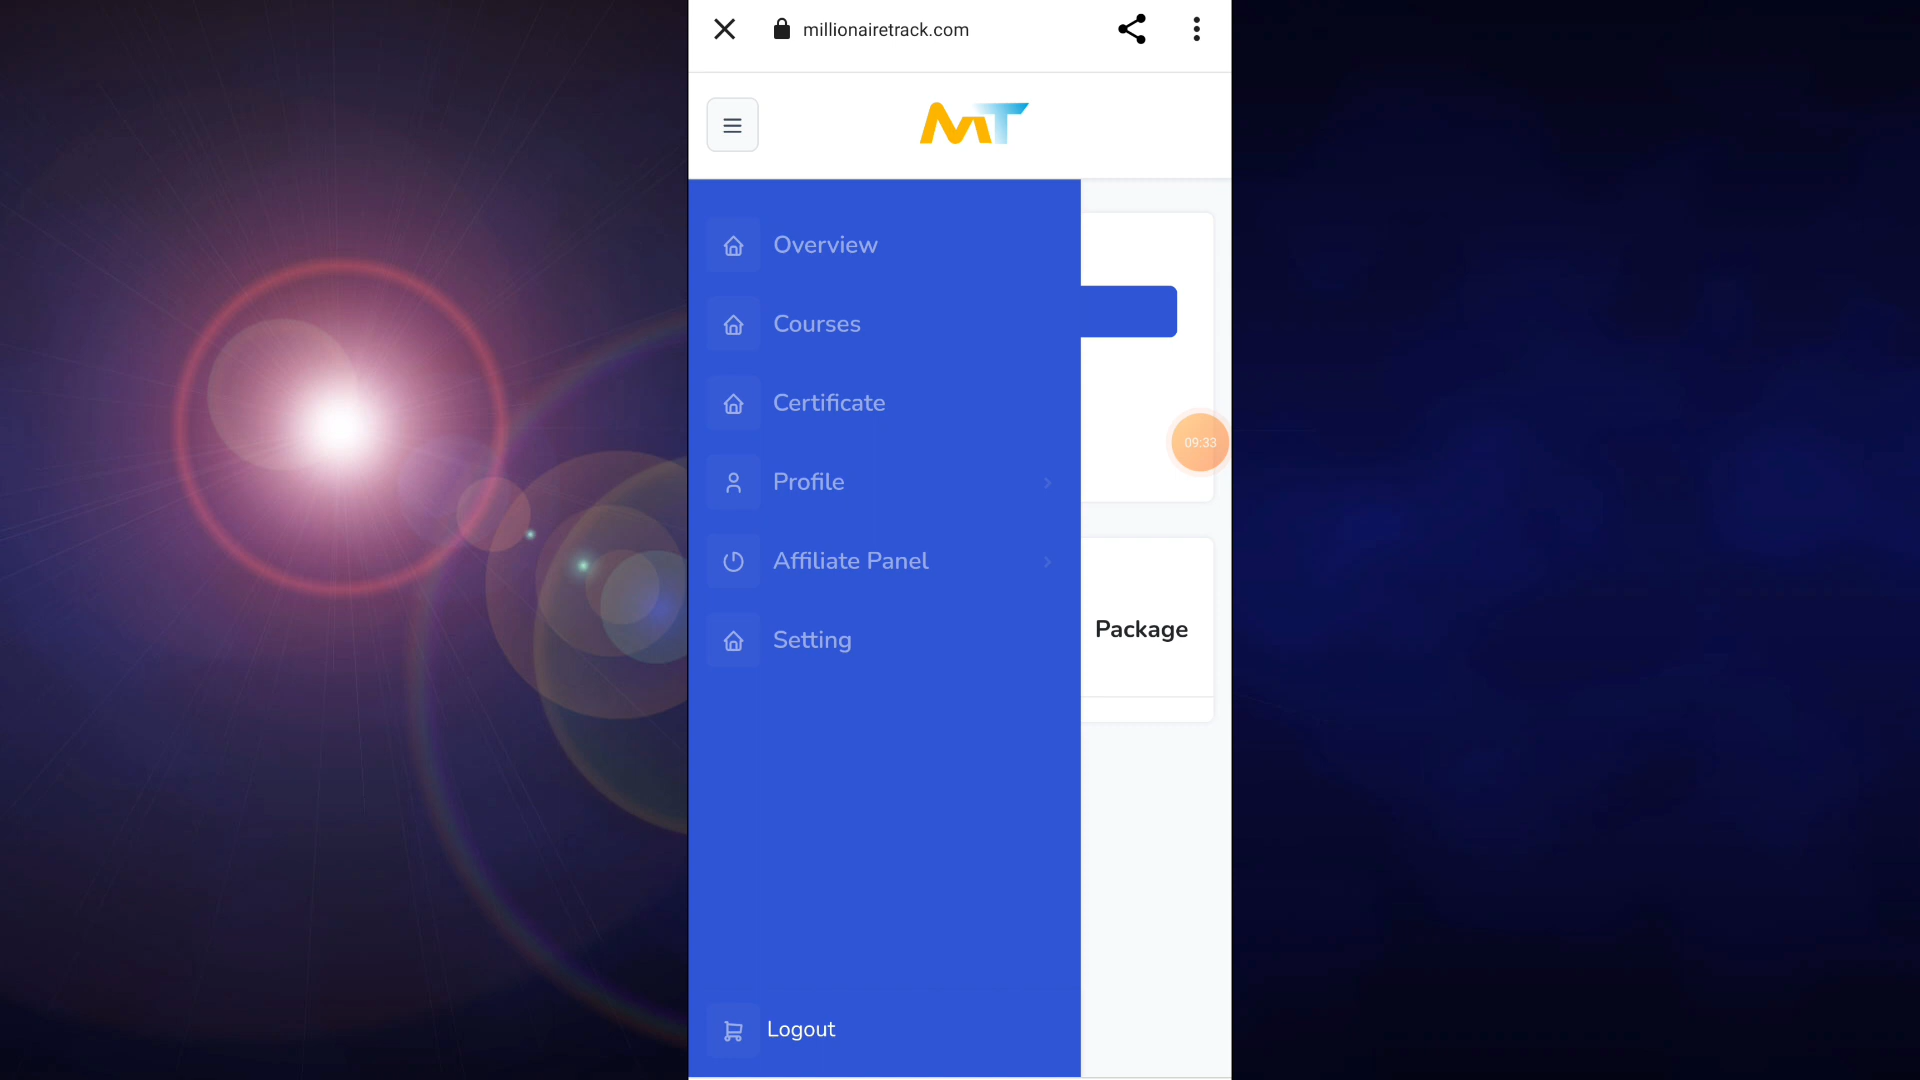 millionairetrack.com
MT
Overview
Courses
Certificate
Profile
09:33
Affiliate Panel
Package
Setting
Logout